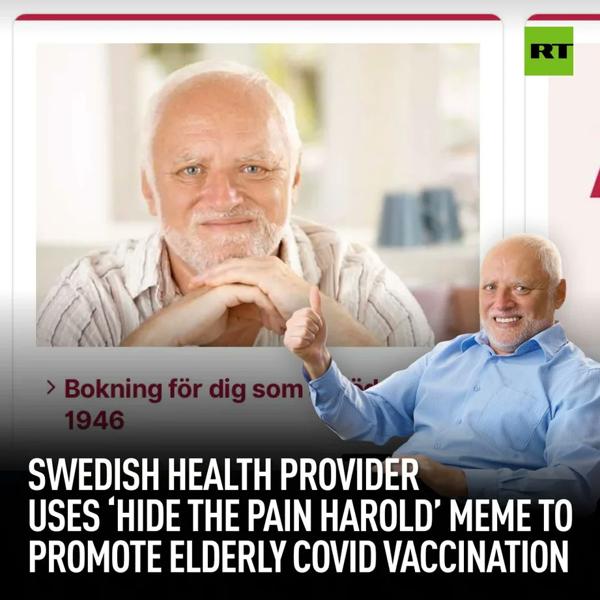 RT
> Bokning för dig som
1946
SWEDISH HEALTH PROVIDER
USES ‘HIDE THE PAIN HAROLD’ MEME TO
PROMOTE ELDERLY COVID VACCINATION